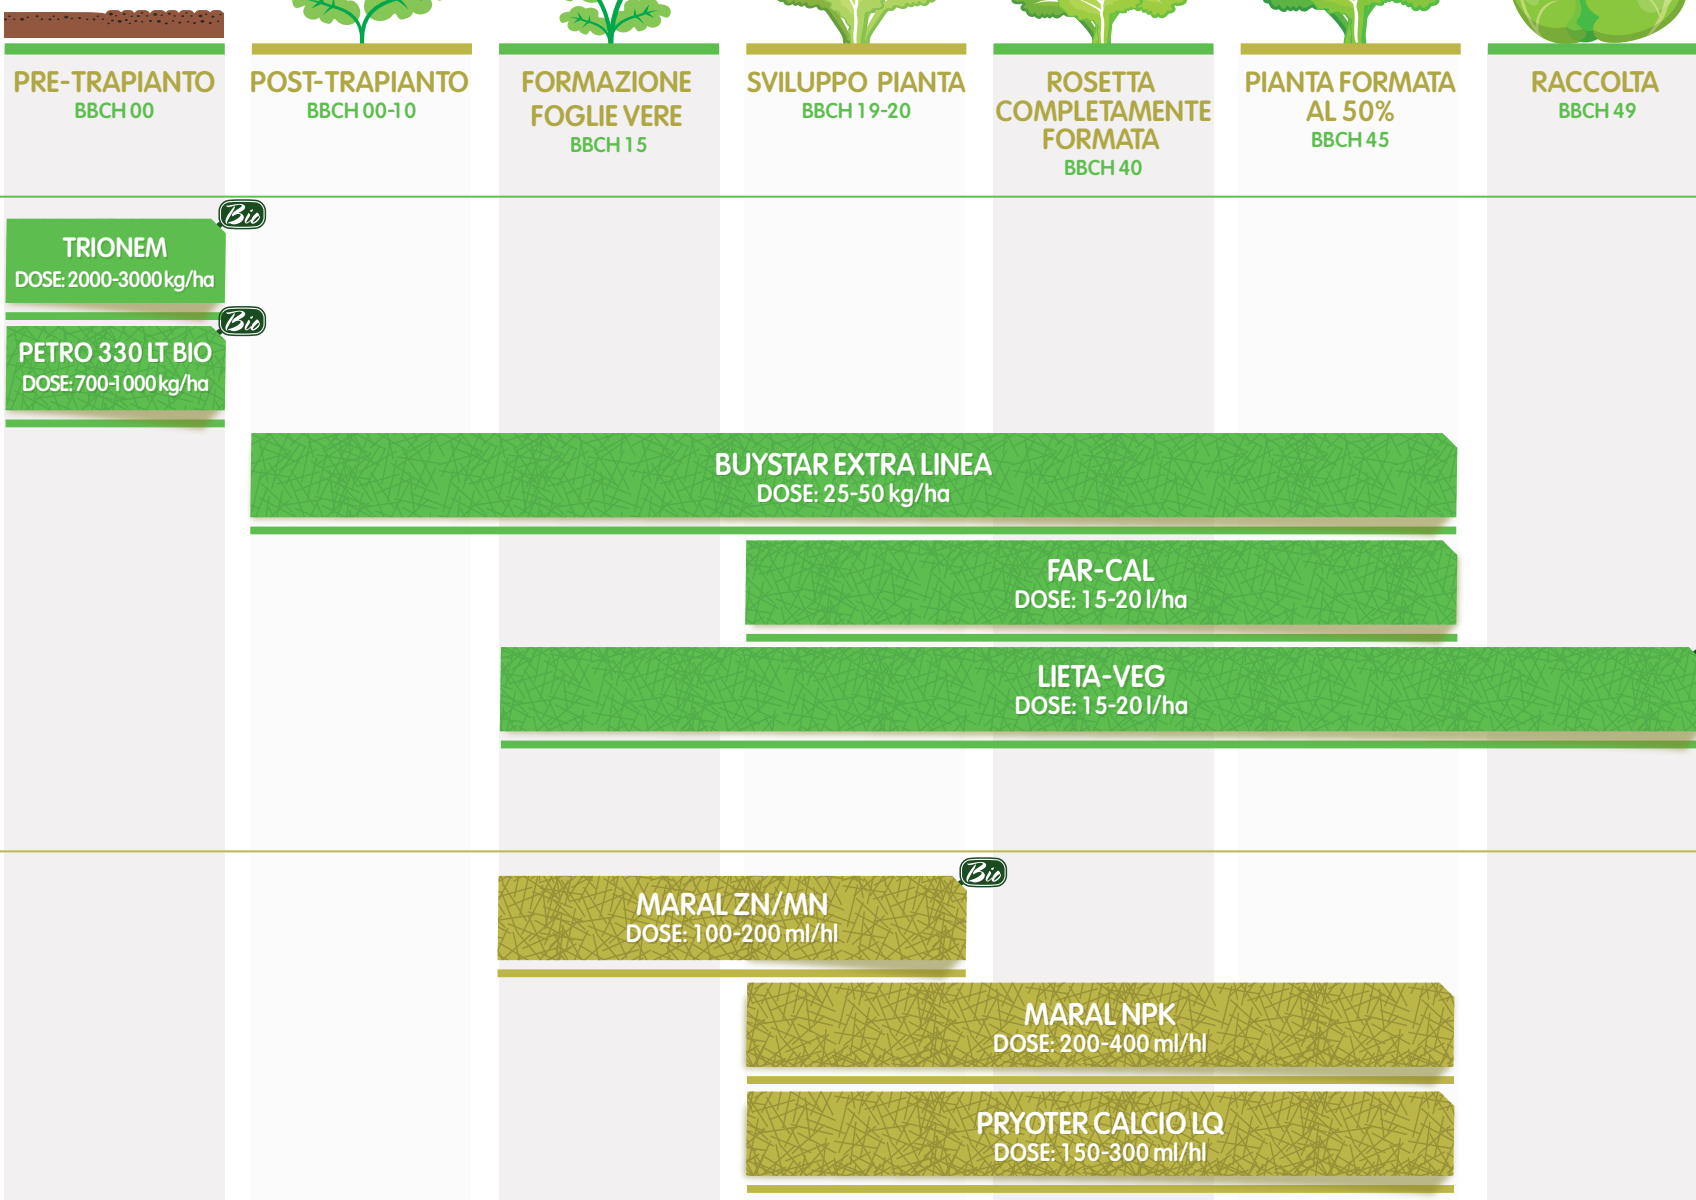 PRE-TRAPIANTO
BBCH 00
POST-TRAPIANTO
BBCH 00-10
FORMAZIONE
FOGLIE VERE
BBCH 15
SVILUPPO PIANTA
BBCH 19-20
ROSETTA
COMPLETAMENTE
FORMATA
BBCH 40
PIANTA FORMATA
AL 50%
BBCH 45
RACCOLTA
BBCH 49
Bio
TRIONEM
DOSE: 2000-3000 kg/ha
Bio
PETRO 330 LT BIO
DOSE: 700-1000 kg/ha
BUYSTAR EXTRA LINEA
DOSE: 25-50 kg/ha
FAR-CAL
DOSE: 15-20 l/ha
LIETA-VEG
DOSE: 15-20 l/ha
Bio
MARAL ZN/MN
DOSE: 100-200 ml/hl
MARAL NPK
DOSE: 200-400 ml/hl
PRYOTER CALCIO LQ
DOSE: 150-300 ml/hl